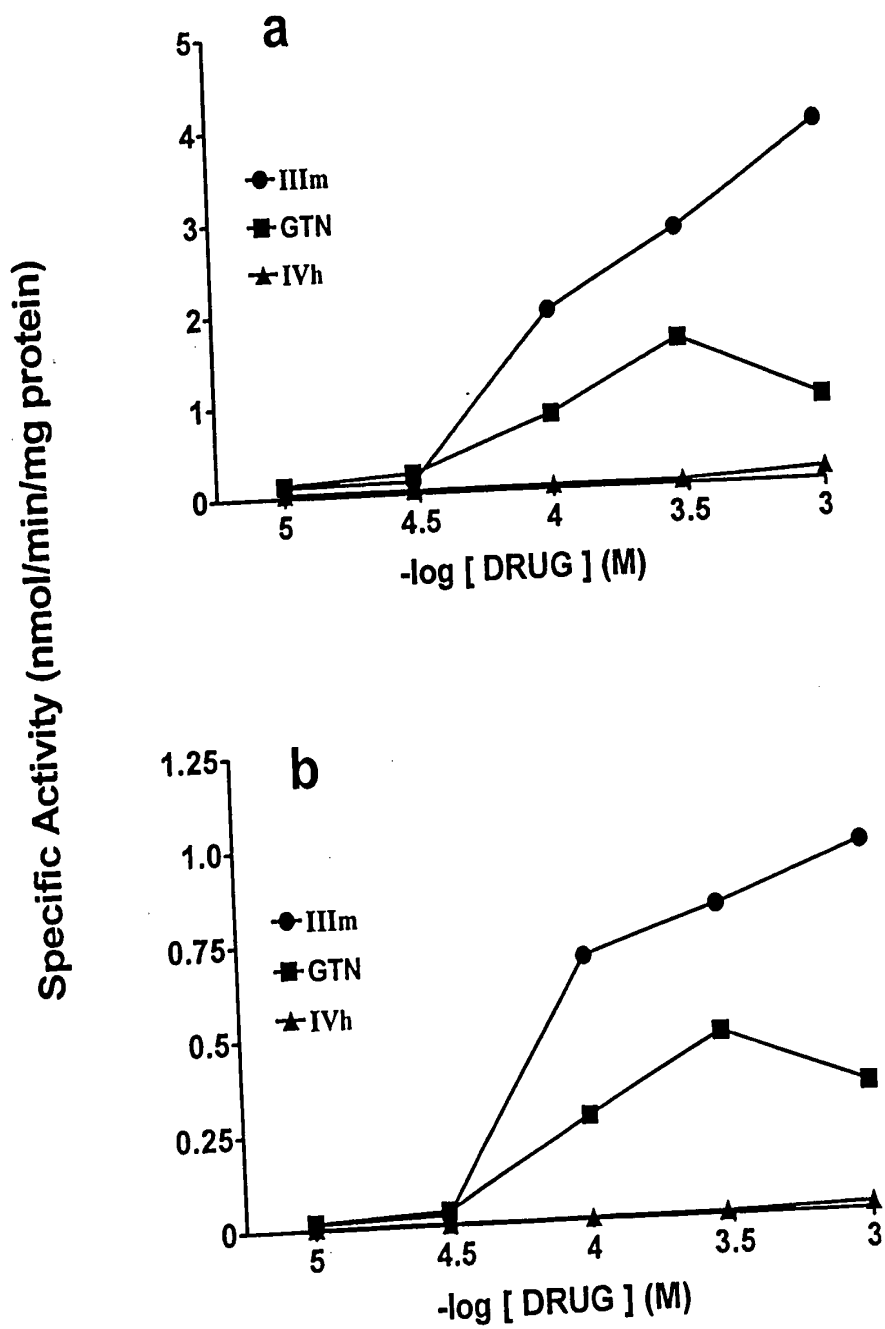 a
5
4
3
2
1
0
IIIm
GTN
IVh
5 4.5 4 3.5 3
-log [ DRUG ] (M)
Specific Activity (nmol/min/mg protein)
b
1.25
1.0
0.75
0.5
0.25
0
IIIm
GTN
IVh
5 4.5 4 3.5 3
-log [ DRUG ] (M)